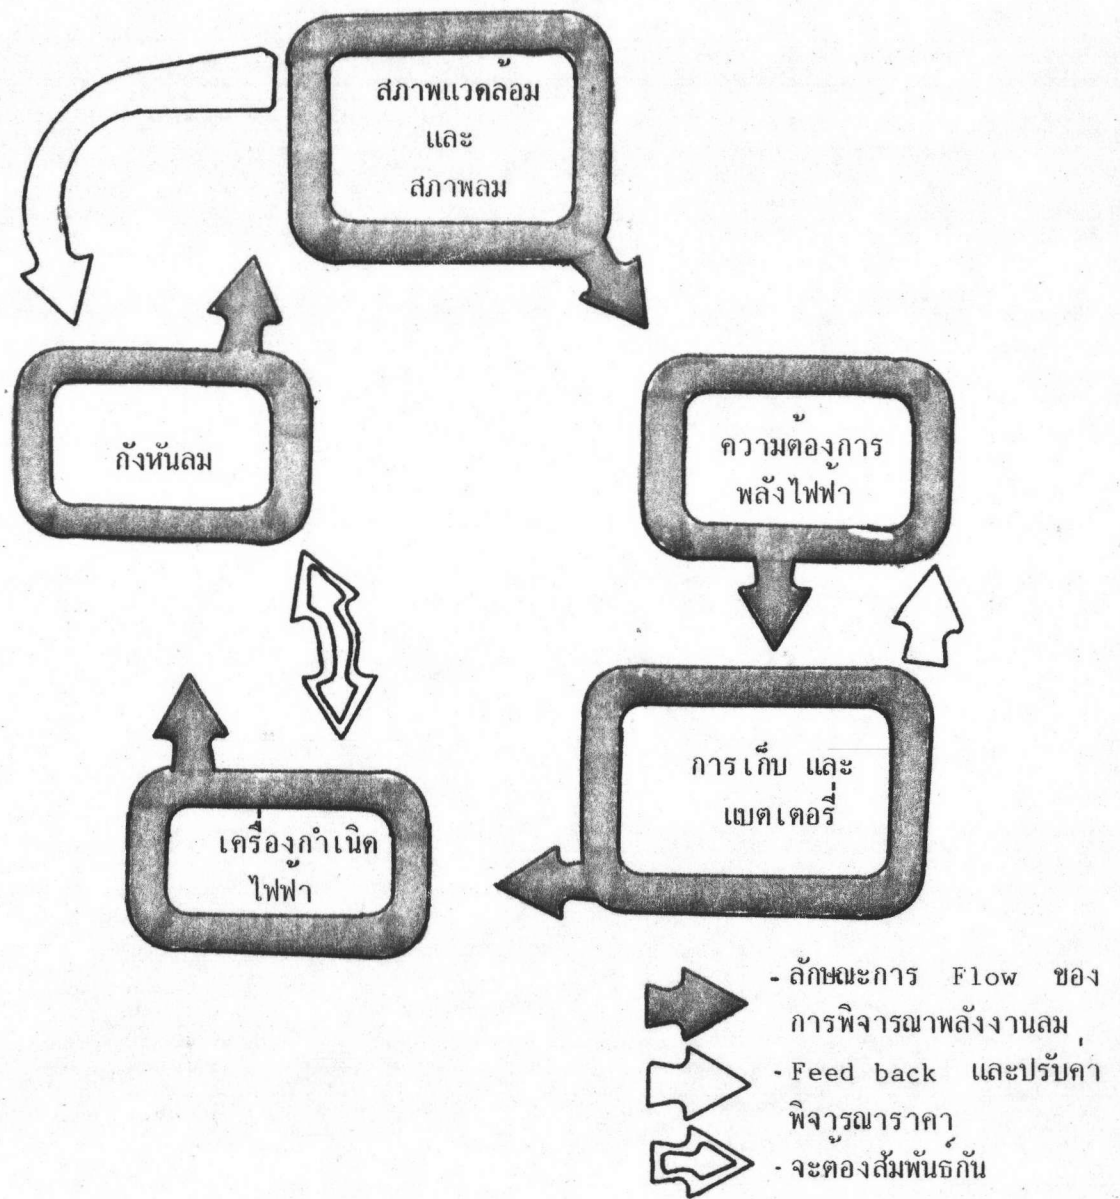 สภาพแวดล้อม
และ
สภาพลม
กังหันลม
ความต้องการ
พลังไฟฟ้า
การเก็บ และ
แบตเตอรี่
เครื่องกำเนิด
ไฟฟ้า
- ลักษณะการ Flow ของ
การพิจารณาพลังงานลม
- Feed back และปรับค่า
พิจารณาราคา
- จะต้องสัมพันธ์กัน